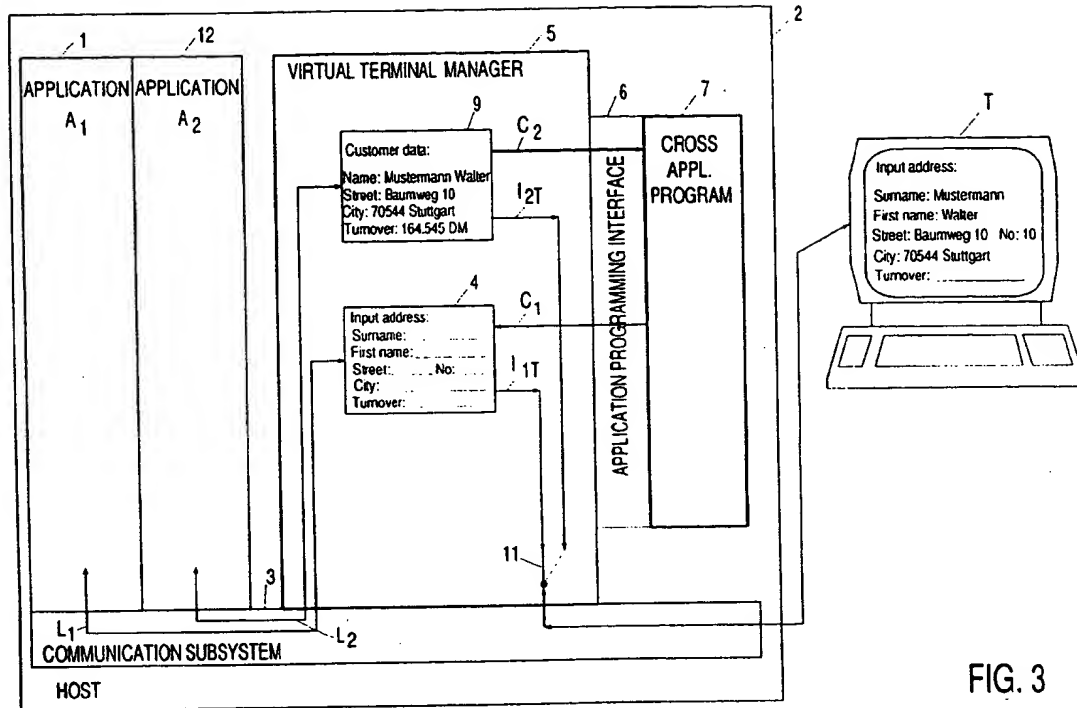 1
12
5
2
APPLICATION A1
APPLICATION A2
VIRTUAL TERMINAL MANAGER
9
C2
Customer data:
Name: Mustermann Walter
Street: Baumweg 10
City: 70544 Stuttgart
Turnover: 164.545 DM
I2T
4
C1
Input address:
Surname:
First name:
Street: No:
City:
Turnover:
I1T
6
7
APPLICATION PROGRAMMING INTERFACE
CROSS
APPL.
PROGRAM
T
Input address:
Surname: Mustermann
First name: Walter
Street: Baumweg 10 No: 10
City: 70544 Stuttgart
Turnover:
11
3
L1
L2
COMMUNICATION SUBSYSTEM
HOST
FIG. 3